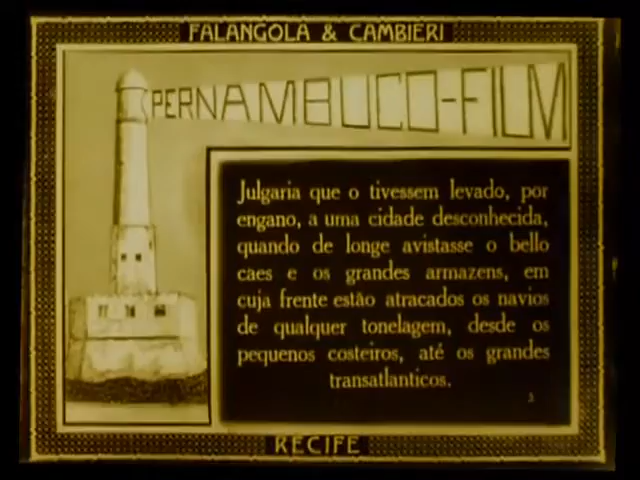 FALANGOLA & CAMBIERI
PERNAMBUCO-FILM
Julgaria que o tivessem levado, por
engano, a uma cidade desconhecida,
quando de longe avistasse o bello
caes e os grandes armazens, em
cuja frente estão atracados os navios
de qualquer tonelagem, desde os
pequenos costeiros, até os grandes
transatlanticos.
3
RECIFE